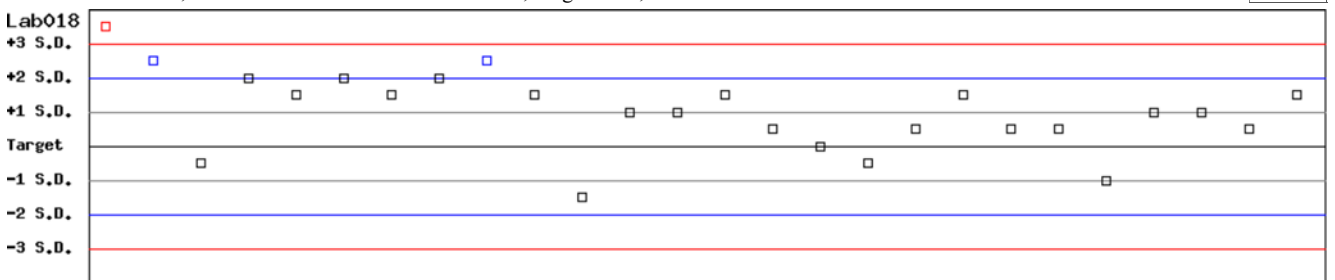 Lab018
+3 S.D.
+2 S.D.
+1 S.D.
Target
-1 S.D.
-2 S.D.
-3 S.D.